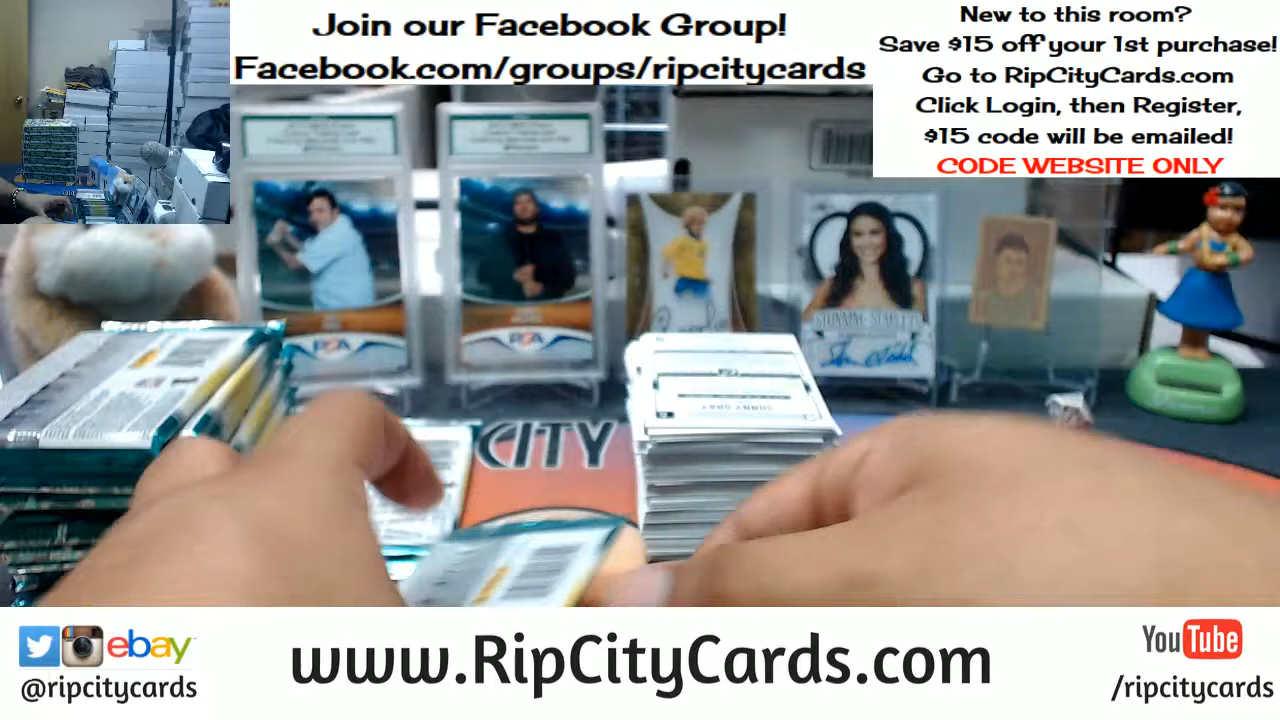 Join our Facebook Group!
Facebook.com/groups/ripcitycards
New to this room?
Save $15 off your 1st purchase!
Go to RipCityCards.com
Click Login, then Register,
$15 code will be emailed!
CODE WEBSITE ONLY
PSA
PSA
CITY
ebay
@ripcitycards
www.RipCityCards.com
YouTube
/ripcitycards